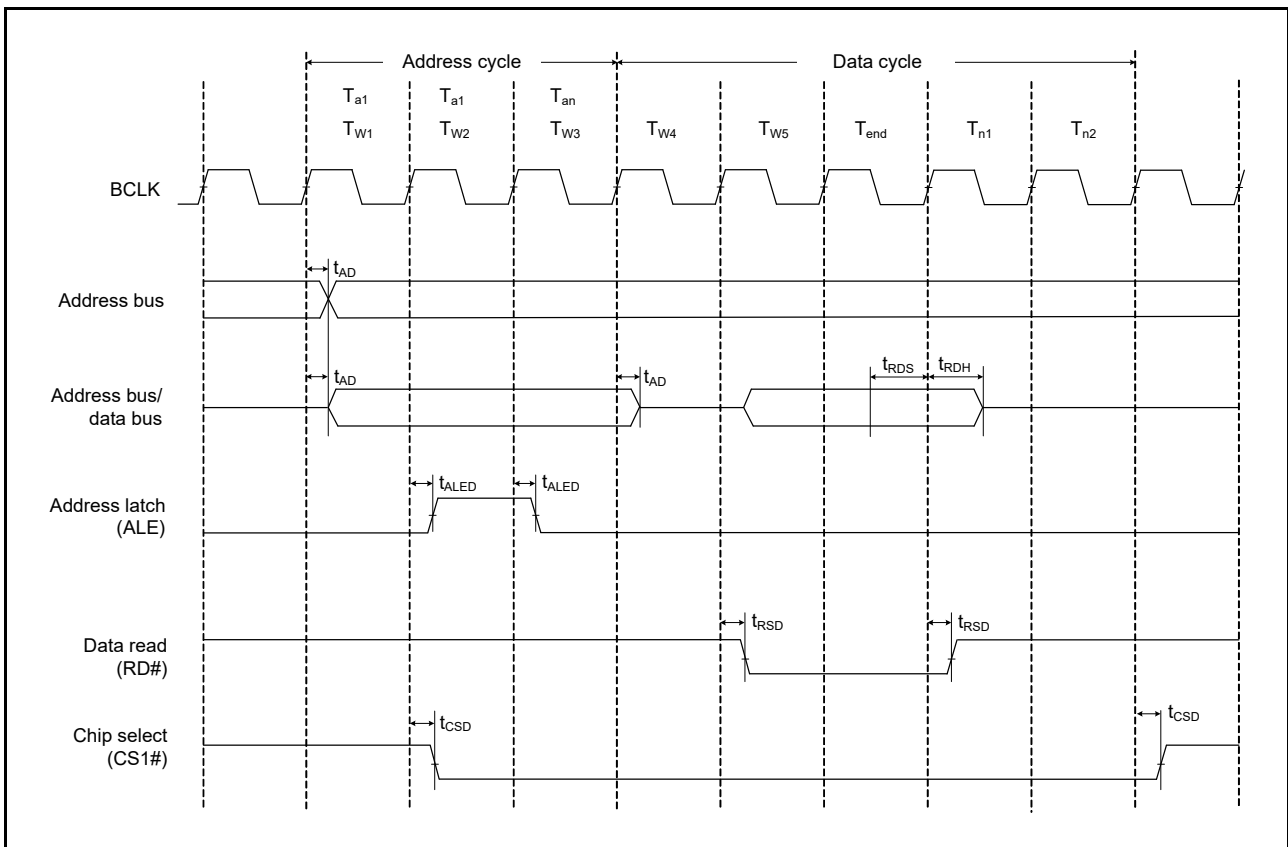 Address cycle Data cycle
Ta1 Ta1 Tan
TW1 TW2 TW3 TW4 TW5 Tend Tn1 Tn2
BCLK
tAD
Address bus
tAD tAD tRDS tRDH
Address bus/
data bus
tALED tALED
Address latch
(ALE)
tRSD tRSD
Data read
(RD#)
tCSD tCSD
Chip select
(CS1#)